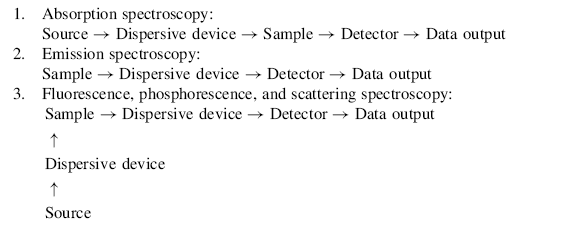 1. Absorption spectroscopy:
Source → Dispersive device → Sample → Detector → Data output
2. Emission spectroscopy:
Sample → Dispersive device → Detector → Data output
3. Fluorescence, phosphorescence, and scattering spectroscopy:
Sample → Dispersive device → Detector → Data output
↑
Dispersive device
↑
Source